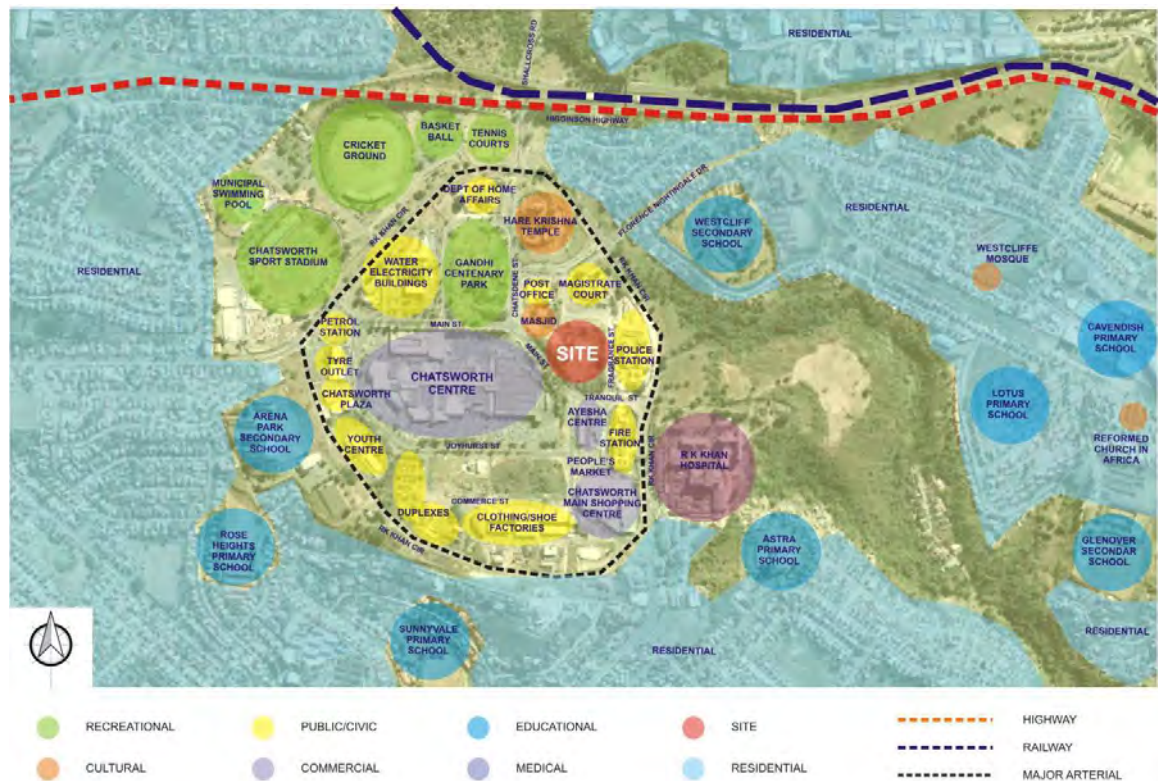 RESIDENTIAL
SHALLCROSS RD
HIGGINSON HIGHWAY
BASKET
BALL
TENNIS
COURTS
CRICKET
GROUND
MUNICIPAL
SWIMMING
POOL
DEPT OF HOME
AFFAIRS
HARE KRISHNA
TEMPLE
FLORENCE NIGHTINGALE DR
RK KHAN CIR
WESTCLIFF
SECONDARY
SCHOOL
RESIDENTIAL
CHATSWORTH
SPORT STADIUM
WATER
ELECTRICITY
BUILDINGS
GANDHI
CENTENARY
PARK
CHATSDENE ST
RK KHAN CIR
WESTCLIFFE
MOSQUE
RESIDENTIAL
POST
OFFICE
MAGISTRATE
COURT
MASJID
PETROL
STATION
MAIN ST
MAIN ST
SITE
FRAGRANCE ST
POLICE
STATION
CAVENDISH
PRIMARY
SCHOOL
TYRE
OUTLET
CHATSWORTH
CENTRE
CHATSWORTH
PLAZA
TRANQUIL ST
LOTUS
PRIMARY
SCHOOL
ARENA
PARK
SECONDARY
SCHOOL
YOUTH
CENTRE
JOYHURST ST
AYESHA
CENTRE
FIRE
STATION
RK KHAN CIR
R K KHAN
HOSPITAL
REFORMED
CHURCH IN
AFRICA
PEOPLE'S
MARKET
CHATSWORTH
MAIN SHOPPING
CENTRE
COMMERCE ST
DUPLEXES
CLOTHING/SHOE
FACTORIES
RK KHAN CIR
ROSE
HEIGHTS
PRIMARY
SCHOOL
ASTRA
PRIMARY
SCHOOL
GLENOVER
SECONDAR
SCHOOL
SUNNYVALE
PRIMARY
SCHOOL
RESIDENTIAL
RESIDENTIAL
RECREATIONAL
PUBLIC/CIVIC
EDUCATIONAL
SITE
HIGHWAY
RAILWAY
CULTURAL
COMMERCIAL
MEDICAL
RESIDENTIAL
MAJOR ARTERIAL